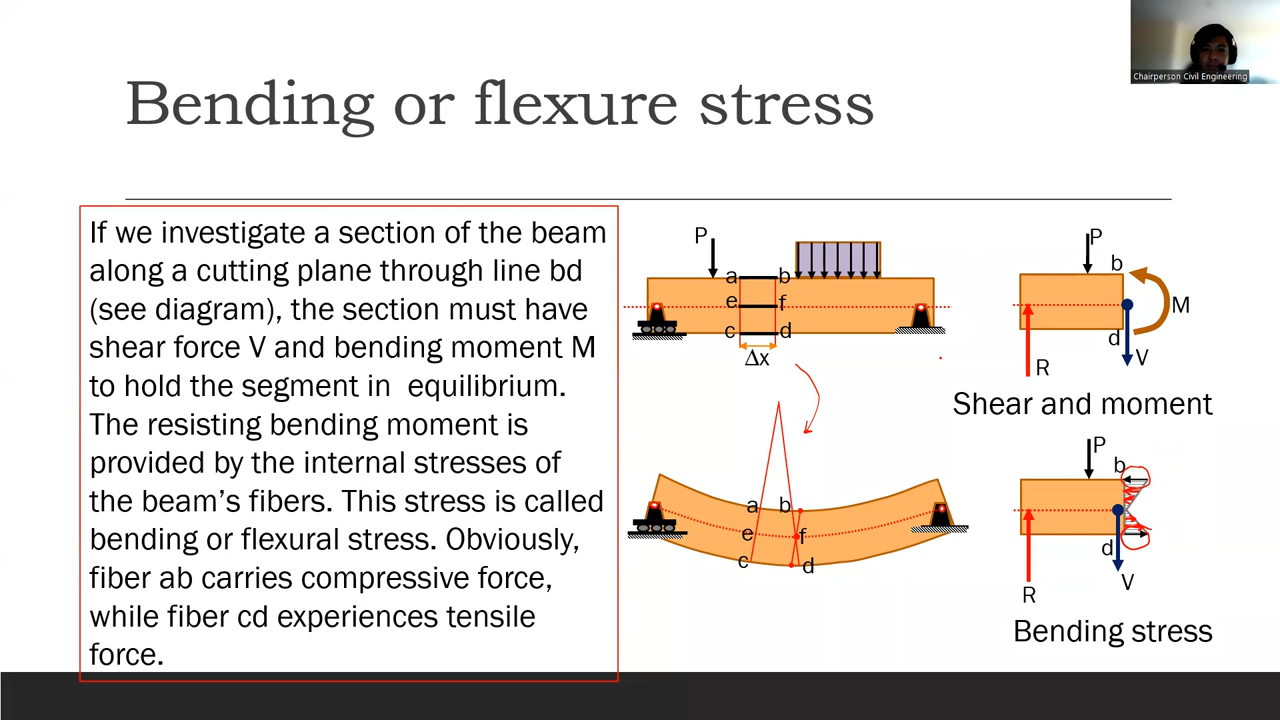 Chairperson Civil Engineering
Bending or flexure stress
If we investigate a section of the beam
along a cutting plane through line bd
(see diagram), the section must have
shear force V and bending moment M
to hold the segment in  equilibrium.
The resisting bending moment is
provided by the internal stresses of
the beam’s fibers. This stress is called
bending or flexural stress. Obviously,
fiber ab carries compressive force,
while fiber cd experiences tensile
force.
P
a b
e f
c d
Δx
a b
e f
c d
P
b
M
d
V
R
Shear and moment
P
b
d
V
R
Bending stress